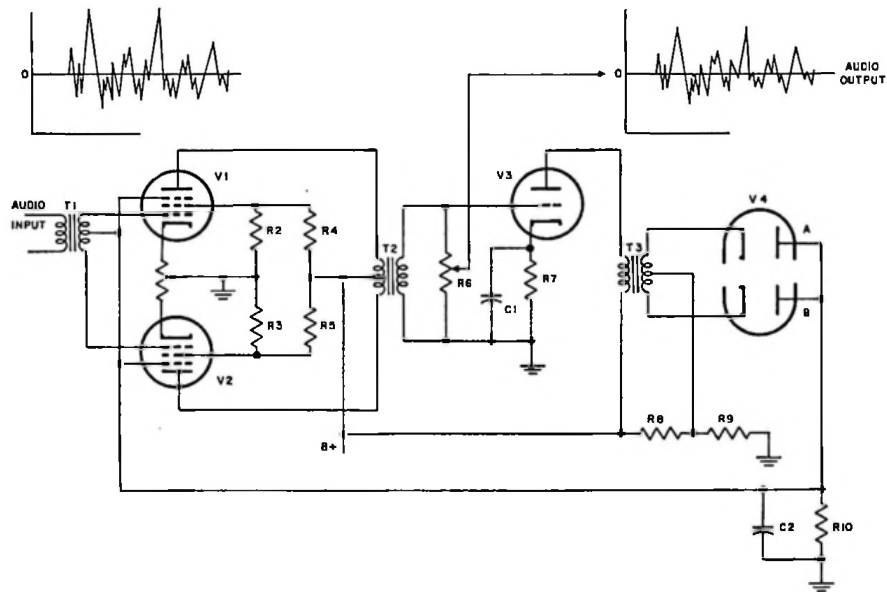 0
0
AUDIO
OUTPUT
V1
V3
V4
AUDIO
INPUT
T1
R2
R4
T2
R6
R7
C1
T3
A
B
R3
R5
V2
B+
R8
R9
C2
R10